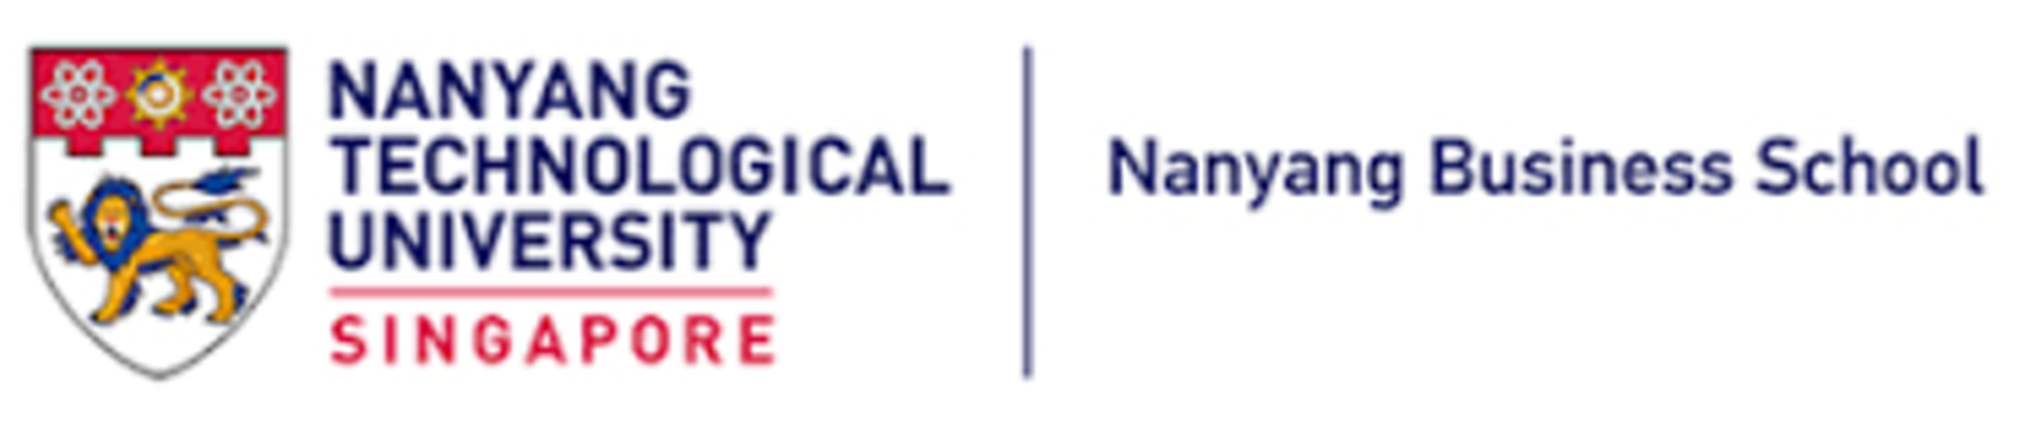 NANYANG
TECHNOLOGICAL
UNIVERSITY
SINGAPORE
Nanyang Business School